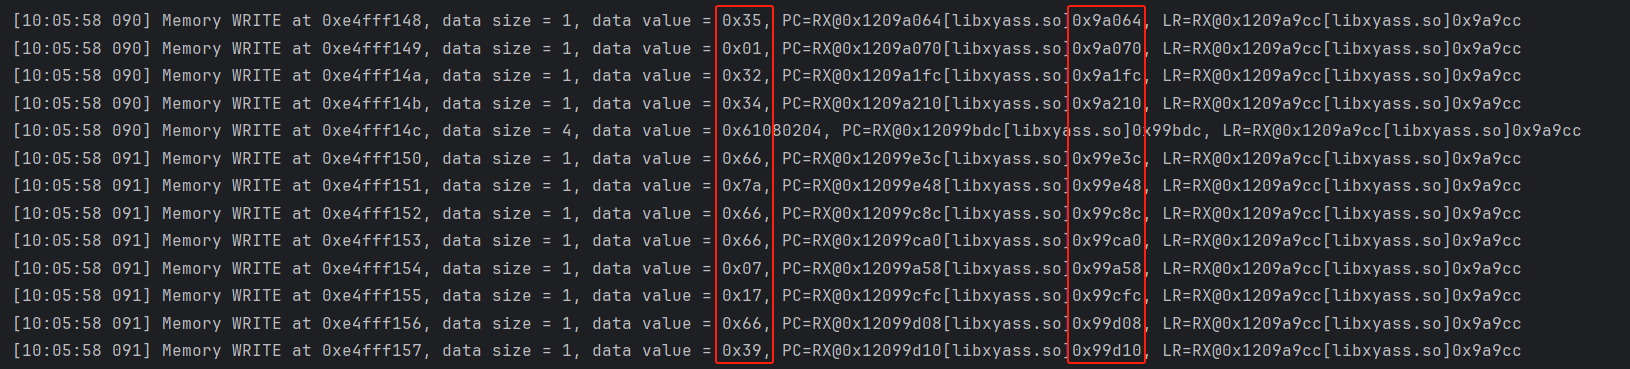 [10:05:58 090] Memory WRITE at 0xe4fff148, data size = 1, data value = 0x35, PC=RX@0x1209a064[libxyass.so]0x9a064, LR=RX@0x1209a9cc[libxyass.so]0x9a9cc
[10:05:58 090] Memory WRITE at 0xe4fff149, data size = 1, data value = 0x01, PC=RX@0x1209a070[libxyass.so]0x9a070, LR=RX@0x1209a9cc[libxyass.so]0x9a9cc
[10:05:58 090] Memory WRITE at 0xe4fff14a, data size = 1, data value = 0x32, PC=RX@0x1209a1fc[libxyass.so]0x9a1fc, LR=RX@0x1209a9cc[libxyass.so]0x9a9cc
[10:05:58 090] Memory WRITE at 0xe4fff14b, data size = 1, data value = 0x34, PC=RX@0x1209a210[libxyass.so]0x9a210, LR=RX@0x1209a9cc[libxyass.so]0x9a9cc
[10:05:58 090] Memory WRITE at 0xe4fff14c, data size = 4, data value = 0x61080204, PC=RX@0x12099bdc[libxyass.so]0x99bdc, LR=RX@0x1209a9cc[libxyass.so]0x9a9cc
[10:05:58 091] Memory WRITE at 0xe4fff150, data size = 1, data value = 0x66, PC=RX@0x12099e3c[libxyass.so]0x99e3c, LR=RX@0x1209a9cc[libxyass.so]0x9a9cc
[10:05:58 091] Memory WRITE at 0xe4fff151, data size = 1, data value = 0x7a, PC=RX@0x12099e48[libxyass.so]0x99e48, LR=RX@0x1209a9cc[libxyass.so]0x9a9cc
[10:05:58 091] Memory WRITE at 0xe4fff152, data size = 1, data value = 0x66, PC=RX@0x12099c8c[libxyass.so]0x99c8c, LR=RX@0x1209a9cc[libxyass.so]0x9a9cc
[10:05:58 091] Memory WRITE at 0xe4fff153, data size = 1, data value = 0x66, PC=RX@0x12099ca0[libxyass.so]0x99ca0, LR=RX@0x1209a9cc[libxyass.so]0x9a9cc
[10:05:58 091] Memory WRITE at 0xe4fff154, data size = 1, data value = 0x07, PC=RX@0x12099a58[libxyass.so]0x99a58, LR=RX@0x1209a9cc[libxyass.so]0x9a9cc
[10:05:58 091] Memory WRITE at 0xe4fff155, data size = 1, data value = 0x17, PC=RX@0x12099cfc[libxyass.so]0x99cfc, LR=RX@0x1209a9cc[libxyass.so]0x9a9cc
[10:05:58 091] Memory WRITE at 0xe4fff156, data size = 1, data value = 0x66, PC=RX@0x12099d08[libxyass.so]0x99d08, LR=RX@0x1209a9cc[libxyass.so]0x9a9cc
[10:05:58 091] Memory WRITE at 0xe4fff157, data size = 1, data value = 0x39, PC=RX@0x12099d10[libxyass.so]0x99d10, LR=RX@0x1209a9cc[libxyass.so]0x9a9cc